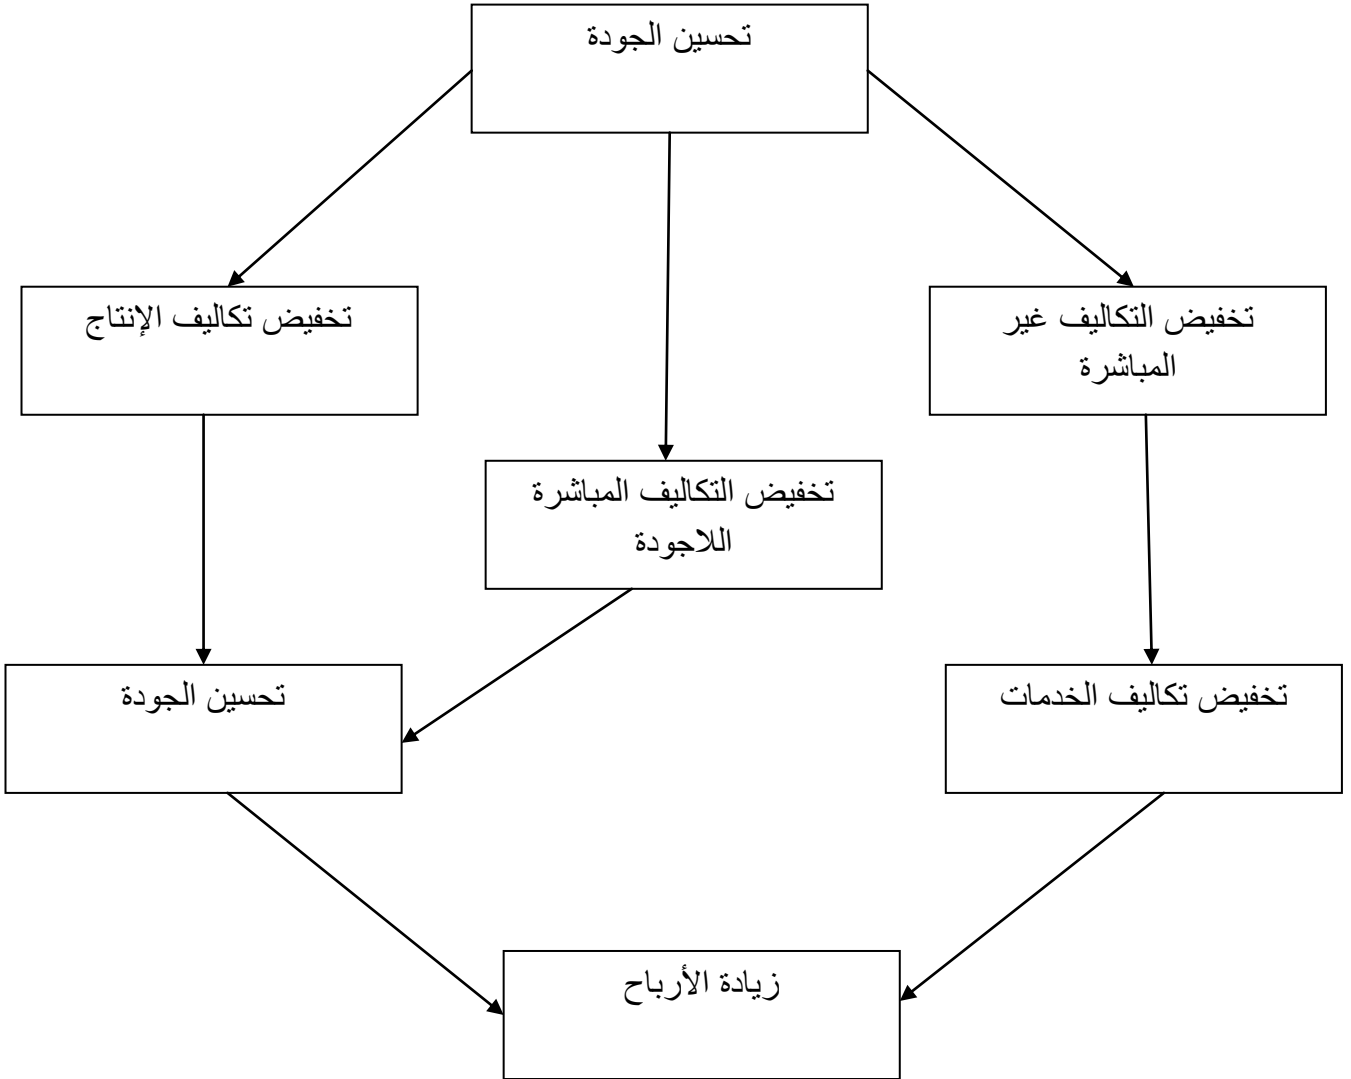 تحسين الجودة
تخفيض التكاليف غير
المباشرة
تخفيض تكاليف الإنتاج
تخفيض التكاليف المباشرة
اللاجودة
تخفيض تكاليف الخدمات
تحسين الجودة
زيادة الأرباح